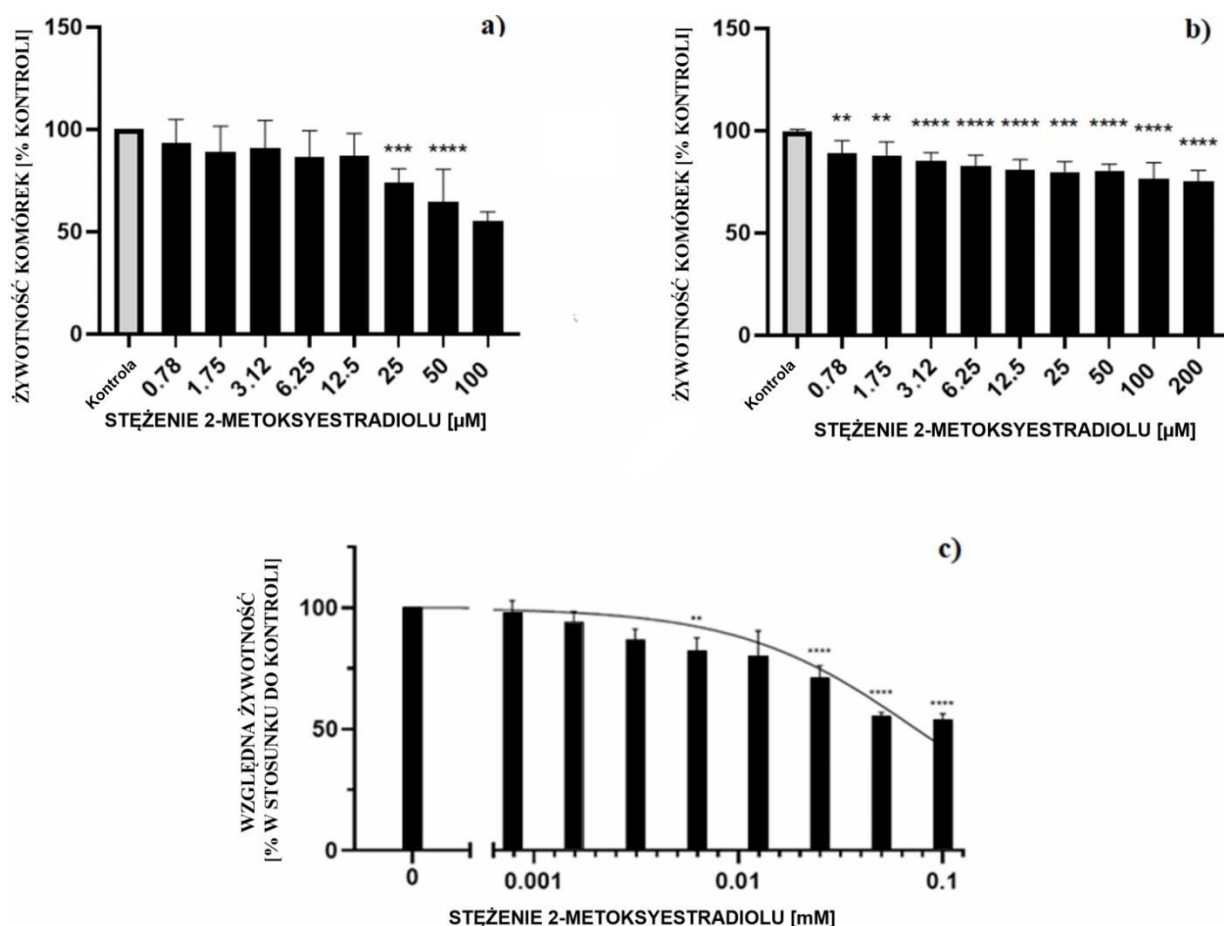 a)
ŻYWOTNOŚĆ KOMÓREK [% KONTROLI]
150
100
50
0
*** ****
Kontrola 0.78 1.75 3.12 6.25 12.5 25 50 100
STĘŻENIE 2-METOKSYESTRADIOLU [µM]
b)
ŻYWOTNOŚĆ KOMÓREK [% KONTROLI]
150
100
50
0
** ** **** **** **** *** **** **** ****
Kontrola 0.78 1.75 3.12 6.25 12.5 25 50 100 200
STĘŻENIE 2-METOKSYESTRADIOLU [µM]
c)
WZGLĘDNA ŻYWOTNOŚĆ
[% W STOSUNKU DO KONTROLI]
100
50
0
** **** **** ****
0 0.001 0.01 0.1
STĘŻENIE 2-METOKSYESTRADIOLU [mM]